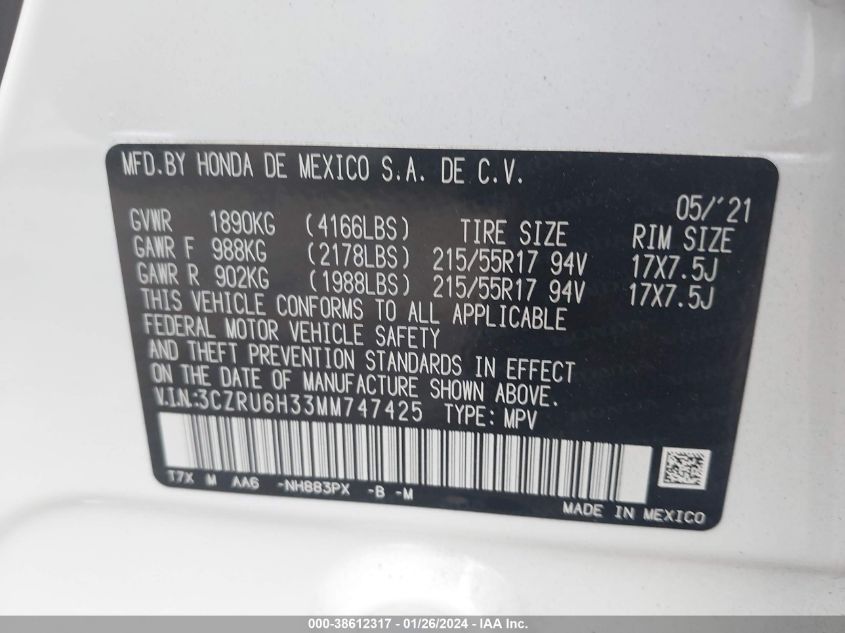 MFD.BY HONDA DE MEXICO S.A. DE C.V.
05/'21
GVWR 1890KG (4166LBS) TIRE SIZE RIM SIZE
GAWR F 988KG (2178LBS) 215/55R17 94V 17X7.5J
GAWR R 902KG (1988LBS) 215/55R17 94V 17X7.5J
THIS VEHICLE CONFORMS TO ALL APPLICABLE
FEDERAL MOTOR VEHICLE SAFETY
AND THEFT PREVENTION STANDARDS IN EFFECT
ON THE DATE OF MANUFACTURE SHOWN ABOVE.
V.I.N.:3CZRU6H33MM747425 TYPE: MPV
T7X M AA6 -NH883PX -B -M
MADE IN MEXICO
000-38612317 - 01/26/2024 - IAA Inc.